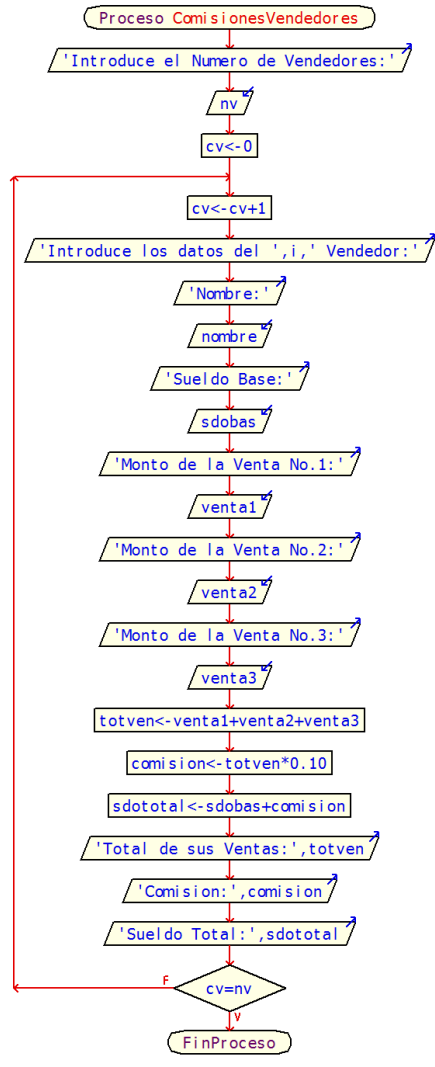 Proceso ComisionesVendedores
'Introduce el Numero de Vendedores:'
nv
cv<-0
cv<-cv+1
'Introduce los datos del ',i,' Vendedor:'
'Nombre:'
nombre
'Sueldo Base:'
sdobas
'Monto de la Venta No.1:'
venta1
'Monto de la Venta No.2:'
venta2
'Monto de la Venta No.3:'
venta3
totven<-venta1+venta2+venta3
comision<-totven*0.10
sdototal<-sdobas+comision
'Total de sus Ventas:',totven
'Comision:',comision
'Sueldo Total:',sdototal
F
cv=nv
V
FinProceso